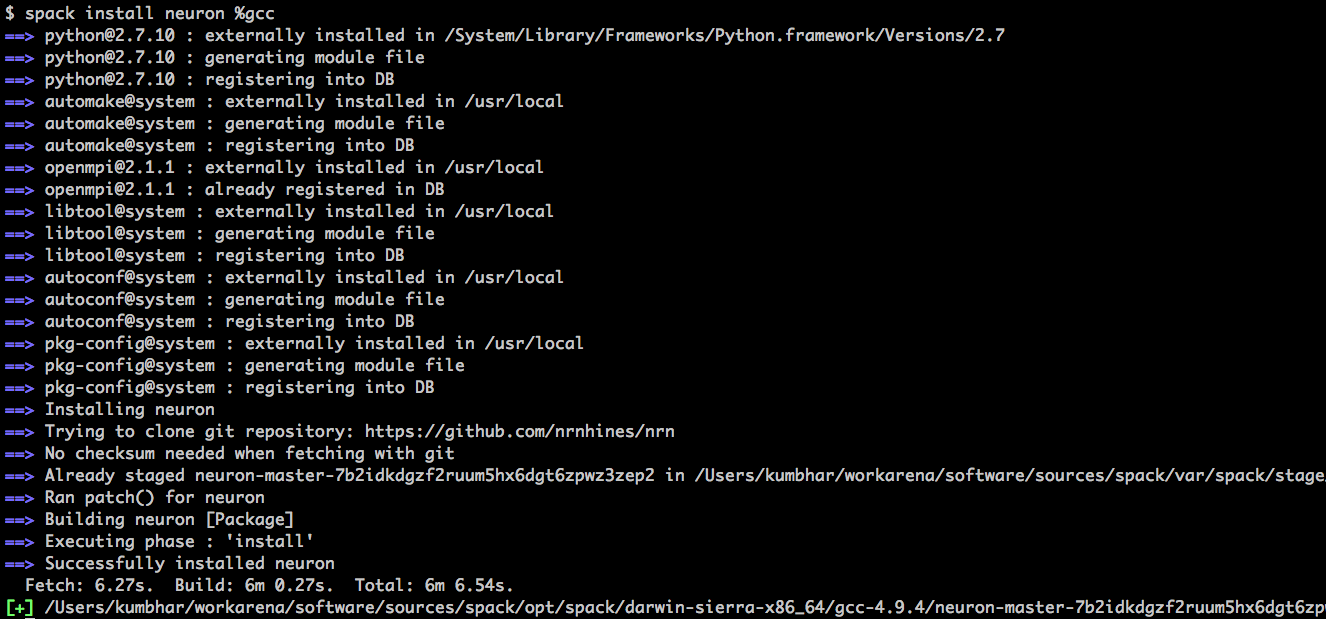 $ spack install neuron %gcc
==> python@2.7.10 : externally installed in /System/Library/Frameworks/Python.framework/Versions/2.7
==> python@2.7.10 : generating module file
==> python@2.7.10 : registering into DB
==> automake@system : externally installed in /usr/local
==> automake@system : generating module file
==> automake@system : registering into DB
==> openmpi@2.1.1 : externally installed in /usr/local
==> openmpi@2.1.1 : already registered in DB
==> libtool@system : externally installed in /usr/local
==> libtool@system : generating module file
==> libtool@system : registering into DB
==> autoconf@system : externally installed in /usr/local
==> autoconf@system : generating module file
==> autoconf@system : registering into DB
==> pkg-config@system : externally installed in /usr/local
==> pkg-config@system : generating module file
==> pkg-config@system : registering into DB
==> Installing neuron
==> Trying to clone git repository: https://github.com/nrnhines/nrn
==> No checksum needed when fetching with git
==> Already staged neuron-master-7b2idkdgzf2ruum5hx6dgt6zpwz3zep2 in /Users/kumbhar/workarena/software/sources/spack/var/spack/stage/
==> Ran patch() for neuron
==> Building neuron [Package]
==> Executing phase : 'install'
==> Successfully installed neuron
  Fetch: 6.27s.  Build: 6m 0.27s.  Total: 6m 6.54s.
[+] /Users/kumbhar/workarena/software/sources/spack/opt/spack/darwin-sierra-x86_64/gcc-4.9.4/neuron-master-7b2idkdgzf2ruum5hx6dgt6zp